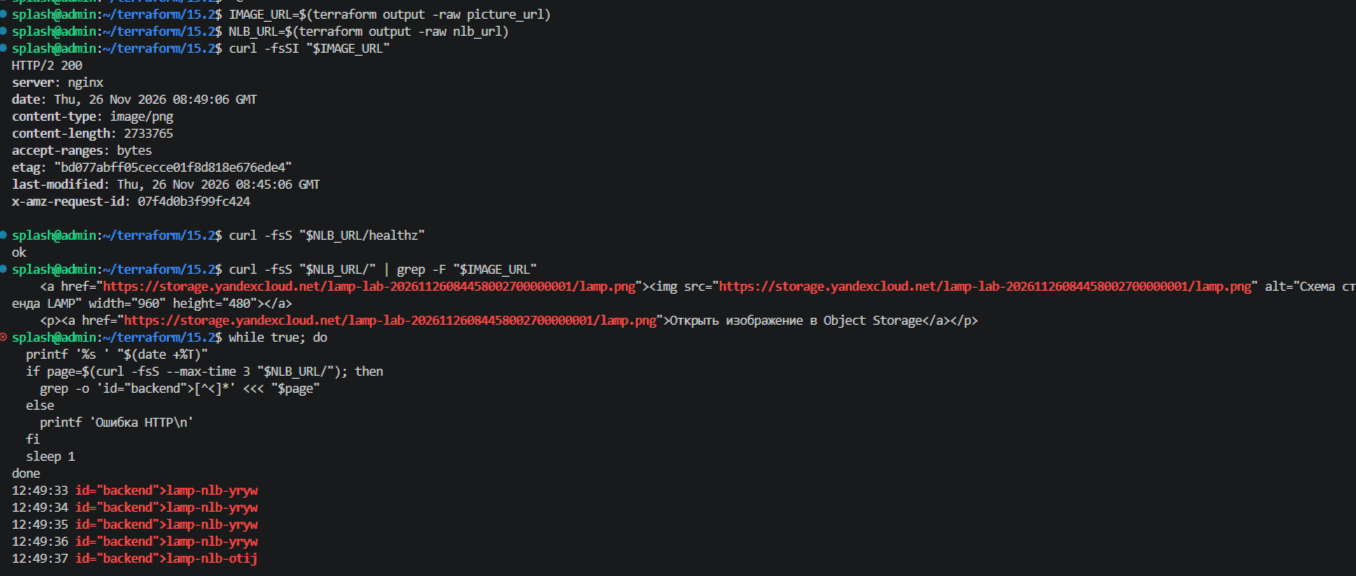 splash@admin:~/terraform/15.2$ IMAGE_URL=$(terraform output -raw picture_url)
splash@admin:~/terraform/15.2$ NLB_URL=$(terraform output -raw nlb_url)
splash@admin:~/terraform/15.2$ curl -fsSI "$IMAGE_URL"
HTTP/2 200
server: nginx
date: Thu, 26 Nov 2026 08:49:06 GMT
content-type: image/png
content-length: 2733765
accept-ranges: bytes
etag: "bd077abff05cecce01f8d818e676ede4"
last-modified: Thu, 26 Nov 2026 08:45:06 GMT
x-amz-request-id: 07f4d0b3f99fc424
splash@admin:~/terraform/15.2$ curl -fsS "$NLB_URL/healthz"
ok
splash@admin:~/terraform/15.2$ curl -fsS "$NLB_URL/" | grep -F "$IMAGE_URL"
<a href="https://storage.yandexcloud.net/lamp-lab-20261126084458002700000001/lamp.png"><img src="https://storage.yandexcloud.net/lamp-lab-20261126084458002700000001/lamp.png" alt="Схема ст
енда LAMP" width="960" height="480"></a>
<p><a href="https://storage.yandexcloud.net/lamp-lab-20261126084458002700000001/lamp.png">Открыть изображение в Object Storage</a></p>
splash@admin:~/terraform/15.2$ while true; do
printf '%s ' "$(date +%T)"
if page=$(curl -fsS --max-time 3 "$NLB_URL/"); then
grep -o 'id="backend">[^<]*' <<< "$page"
else
printf 'Ошибка HTTP\n'
fi
sleep 1
done
12:49:33 id="backend">lamp-nlb-yryw
12:49:34 id="backend">lamp-nlb-yryw
12:49:35 id="backend">lamp-nlb-yryw
12:49:36 id="backend">lamp-nlb-yryw
12:49:37 id="backend">lamp-nlb-otij